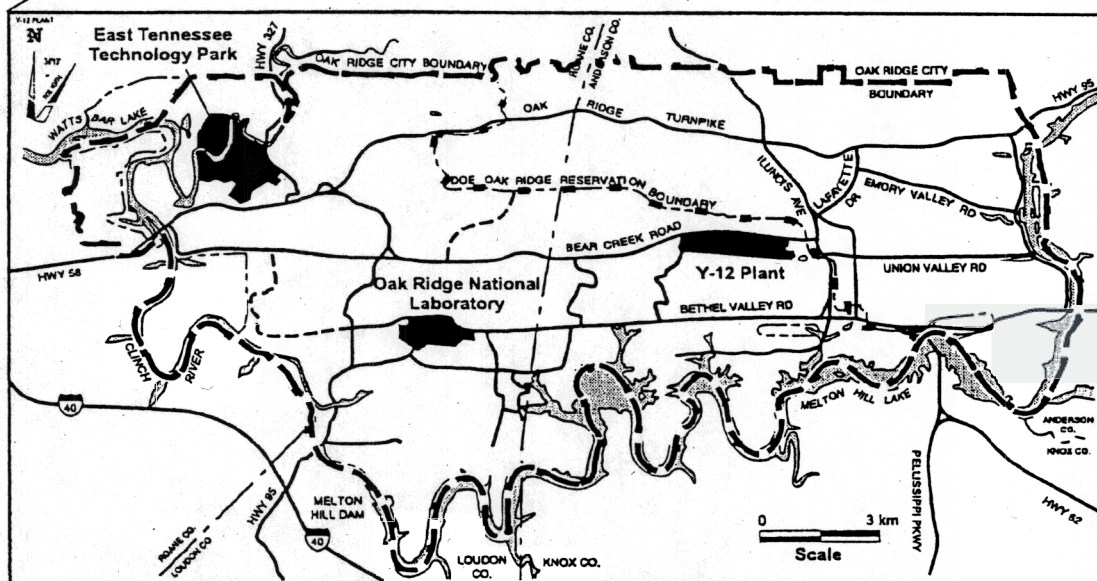 Y-12 PLANT
N
East Tennessee
Technology Park
HWY 327
OAK RIDGE CITY BOUNDARY
ROANE CO.
ANDERSON CO.
OAK RIDGE CITY
BOUNDARY
HWY 95
WATTS BAR LAKE
OAK RIDGE TURNPIKE
ILLINOIS AVE
LAFAYETTE
DR
EMORY VALLEY RD
DOE OAK RIDGE RESERVATION BOUNDARY
BEAR CREEK ROAD
HWY 58
Y-12 Plant
UNION VALLEY RD
Oak Ridge National
Laboratory
BETHEL VALLEY RD
CLINCH
RIVER
40
MELTON HILL LAKE
ANDERSON
CO.
KNOX CO.
PELLISSIPPI PKWY
HWY 62
MELTON
HILL DAM
HWY 95
ROANE CO.
LOUDON CO
40
LOUDON
CO.
KNOX CO.
0 3 km
Scale